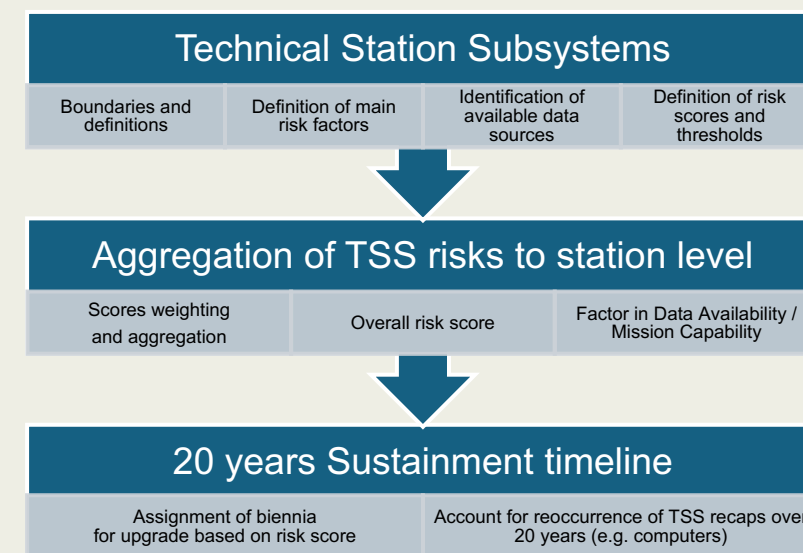 Technical Station Subsystems
Boundaries and
definitions
Definition of main
risk factors
Identification of
available data
sources
Definition of risk
scores and
thresholds
Aggregation of TSS risks to station level
Scores weighting
and aggregation
Overall risk score
Factor in Data Availability /
Mission Capability
20 years Sustainment timeline
Assignment of biennia
for upgrade based on risk score
Account for reoccurrence of TSS recaps over
20 years (e.g. computers)